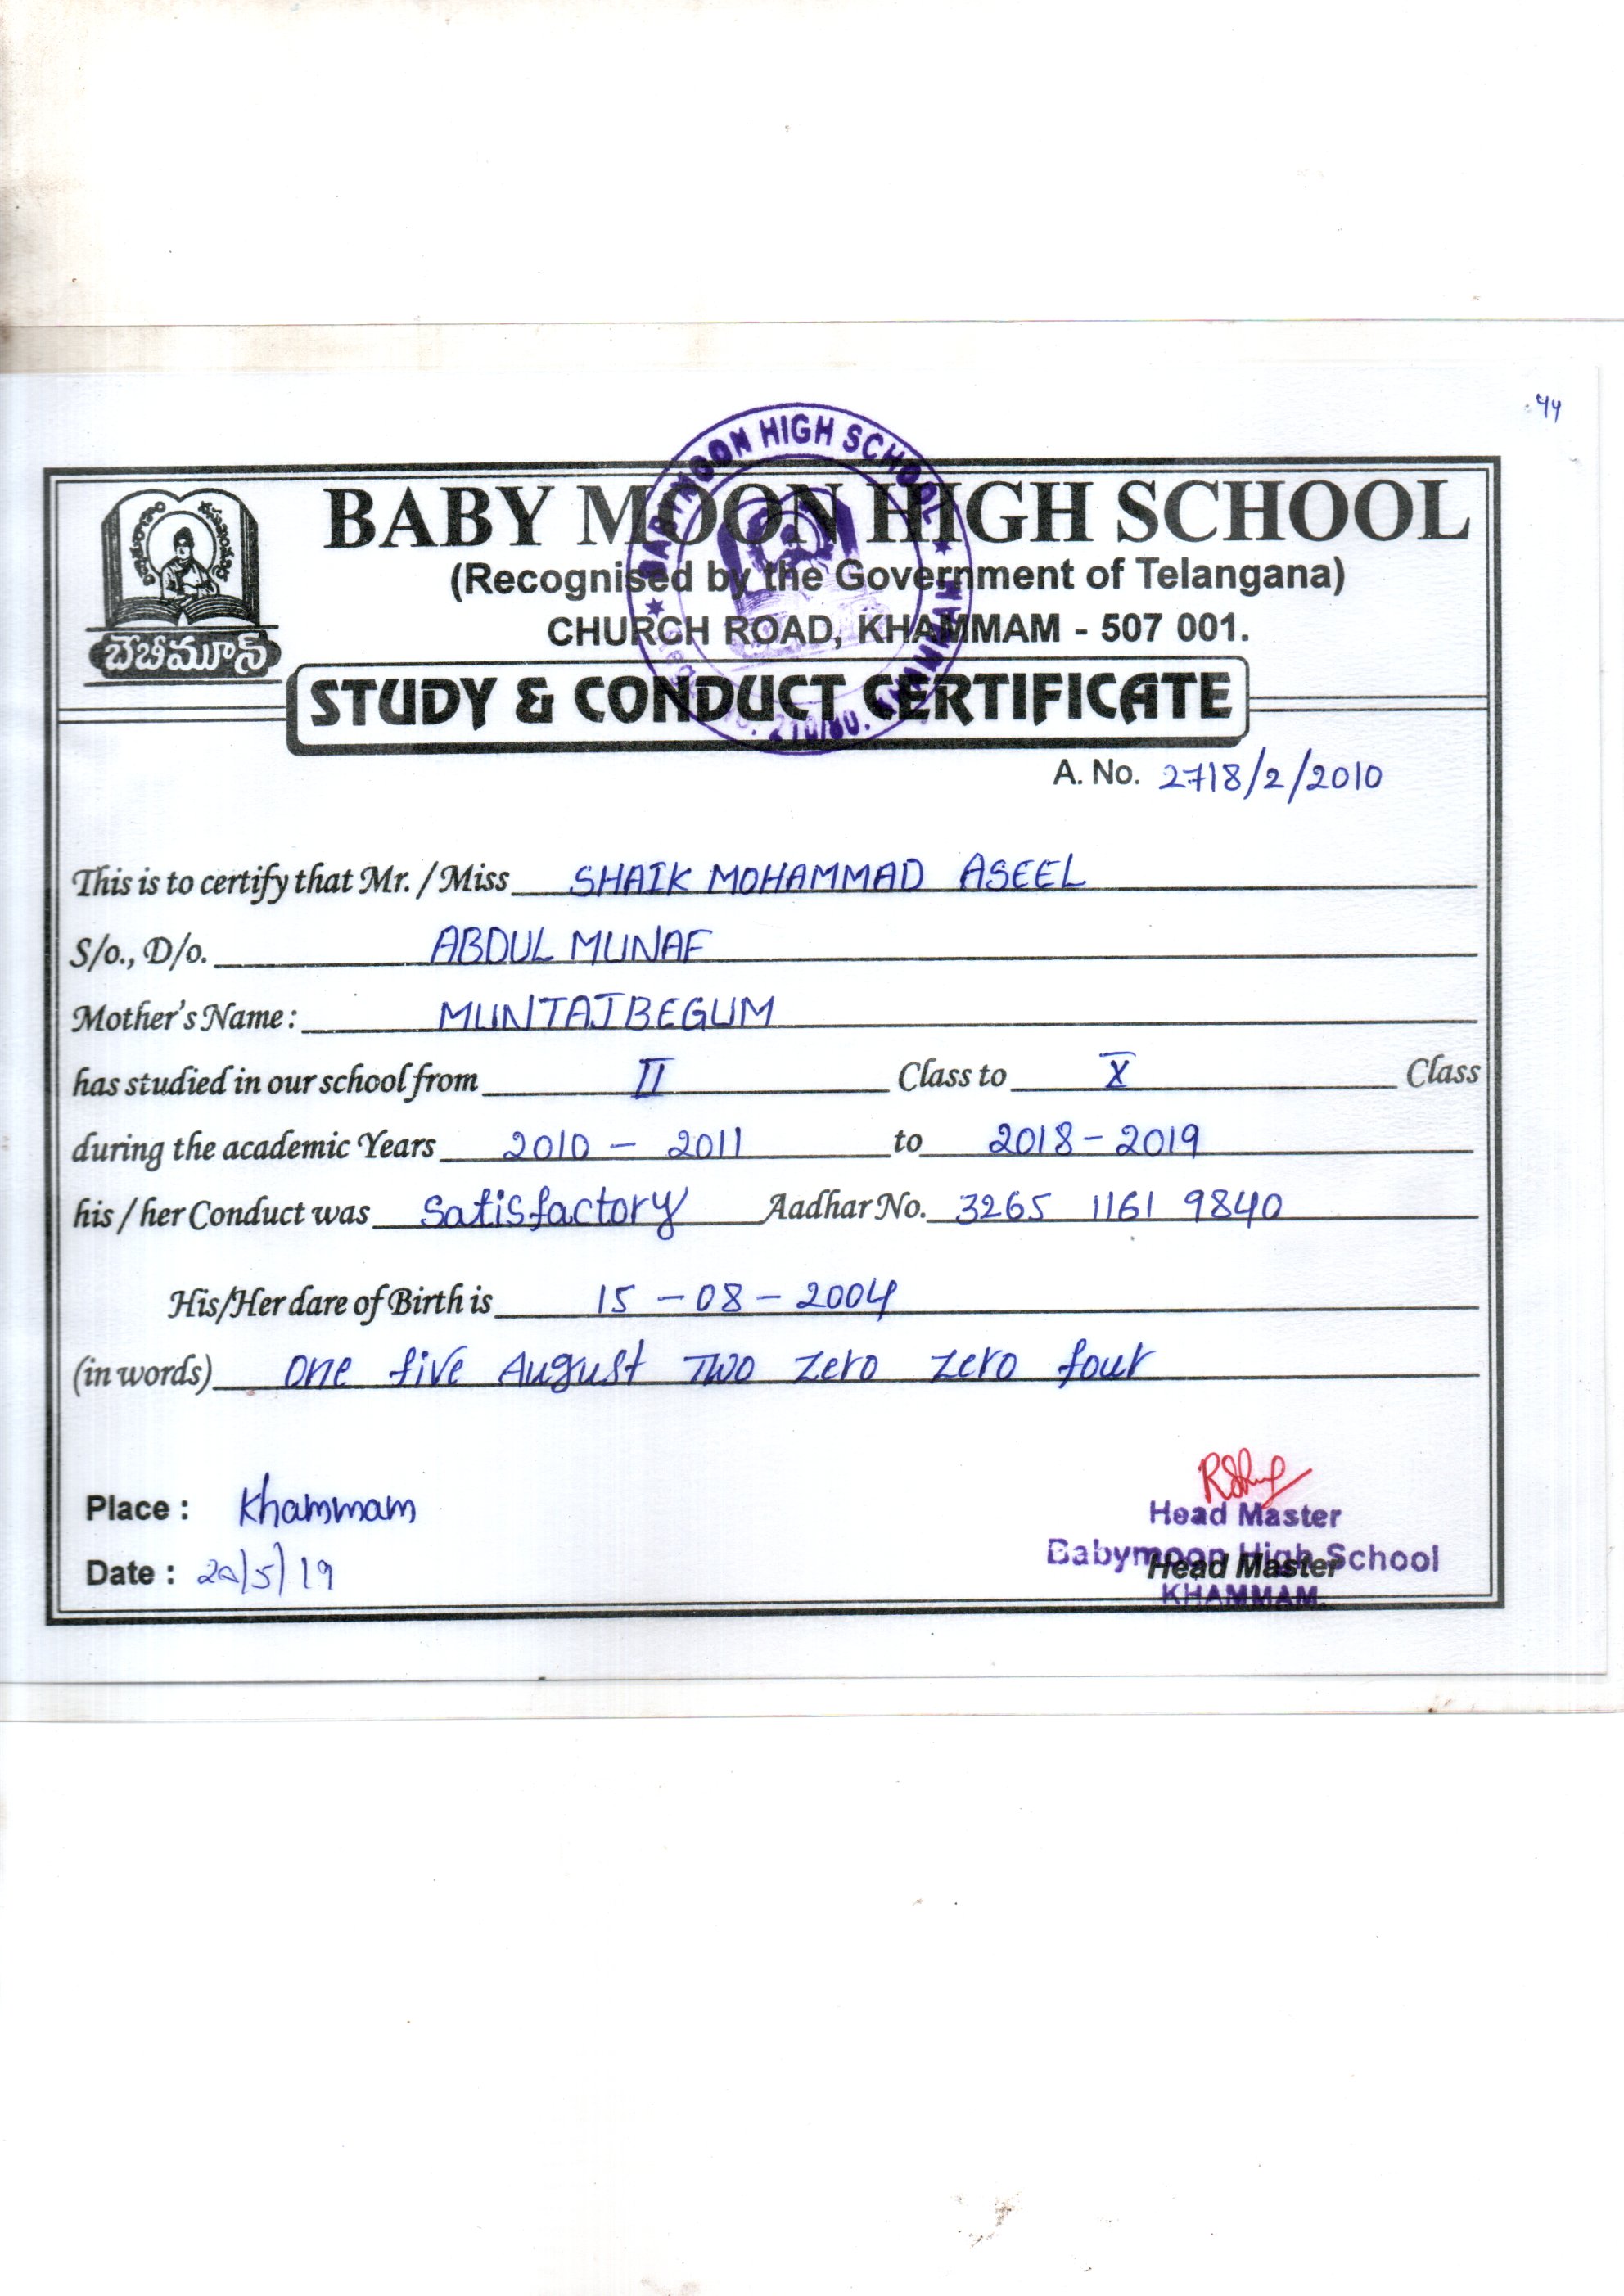 44
BABY MOON HIGH SCHOOL
(Recognised by the Government of Telangana)
CHURCH ROAD, KHAMMAM - 507 001.
బేబీమూన్
BABYMOON HIGH SCHOOL
KHAMMAM
STUDY & CONDUCT CERTIFICATE
A. No. 2718/2/2010
This is to certify that Mr. / Miss SHAIK MOHAMMAD ASEEL
S/o., D/o. ABDUL MUNAF
Mother's Name : MUNTAJBEGUM
has studied in our school from II Class to X Class
during the academic Years 2010 - 2011 to 2018 - 2019
his / her Conduct was Satisfactory Aadhar No. 3265 1161 9840
His/Her dare of Birth is 15 - 08 - 2004
(in words) one five August Two Zero Zero four
Place : Khammam
Date : 20/5/19
Head Master
Babymoon High School
Head Master
KHAMMAM.